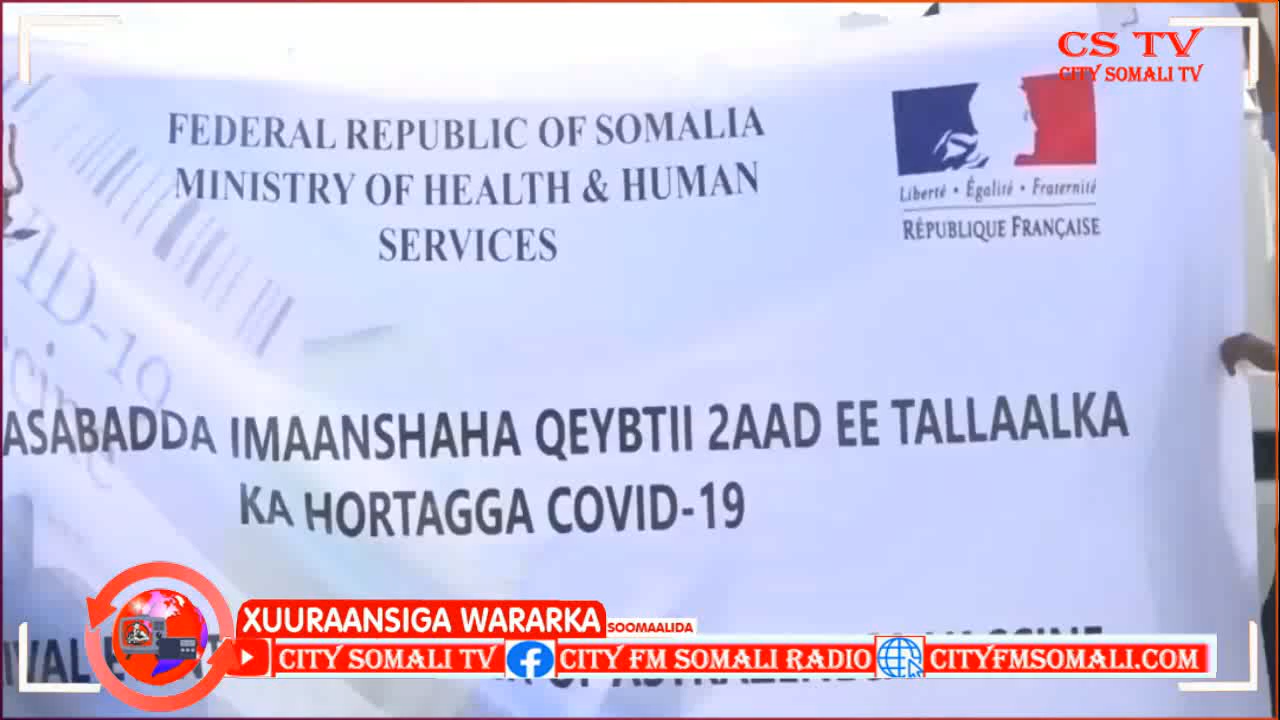 CS TV
CITY SOMALI TV
FEDERAL REPUBLIC OF SOMALIA
MINISTRY OF HEALTH & HUMAN
SERVICES
Liberté • Égalité • Fraternité
RÉPUBLIQUE FRANÇAISE
ASABADDA IMAANSHAHA QEYBTII 2AAD EE TALLAALKA
KA HORTAGGA COVID-19
XUURAANSIGA WARARKA
SOOMAALIDA
CITY SOMALI TV CITY FM SOMALI RADIO CITYFMSOMALI.COM